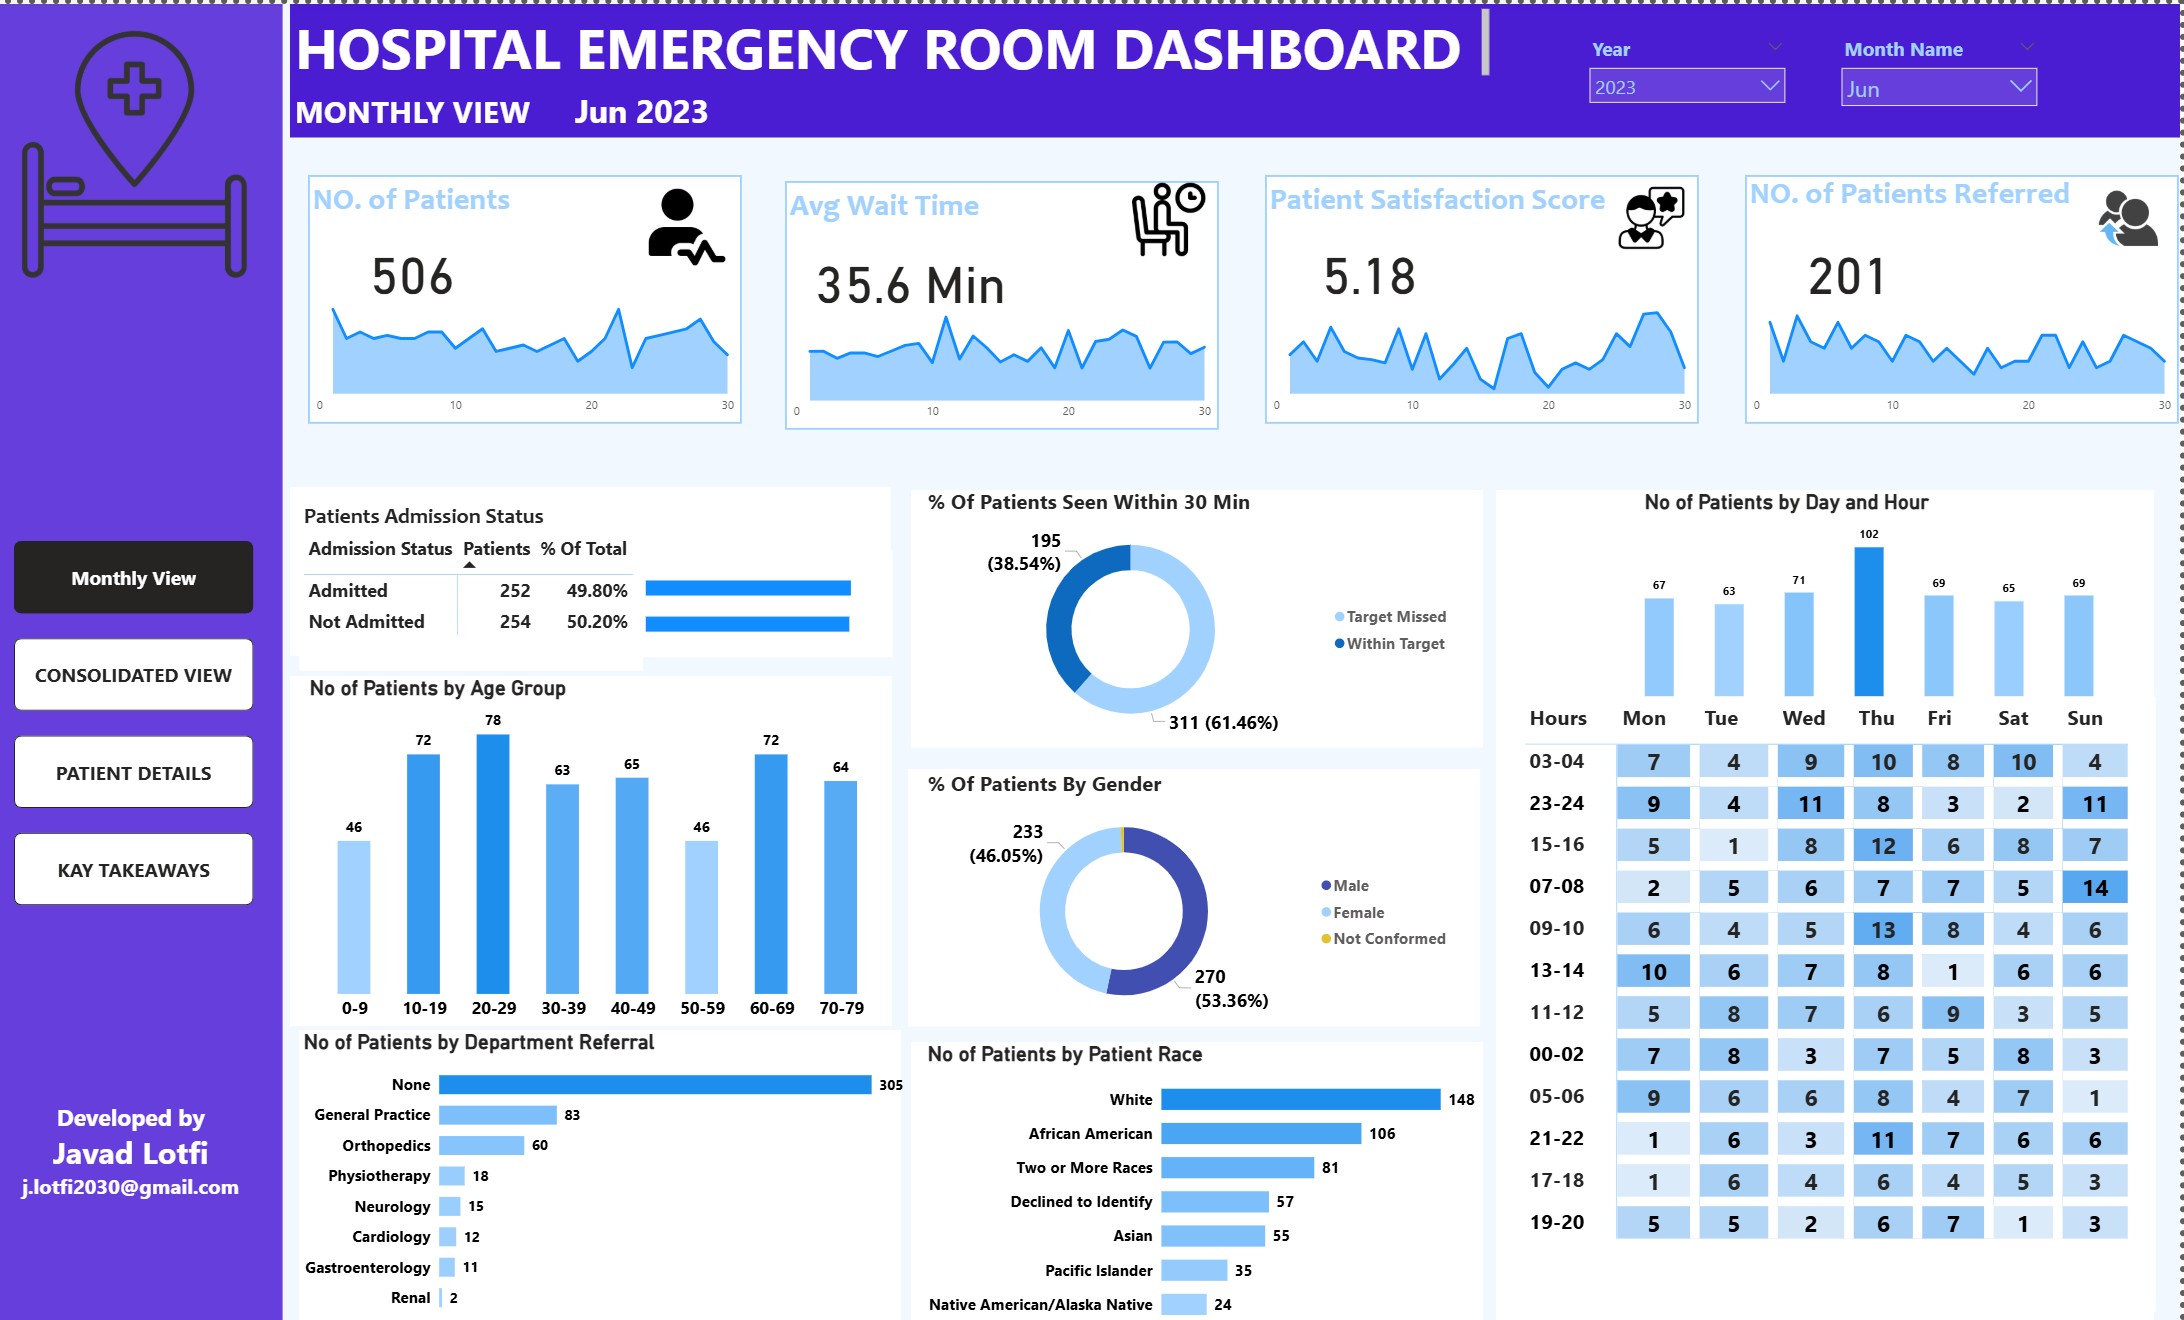 HOSPITAL EMERGENCY ROOM DASHBOARD
MONTHLY VIEW Jun 2023
Year
2023
Month Name
Jun
NO. of Patients
506
0 10 20 30
Avg Wait Time
35.6 Min
0 10 20 30
Patient Satisfaction Score
5.18
0 10 20 30
NO. of Patients Referred
201
0 10 20 30
Monthly View
CONSOLIDATED VIEW
PATIENT DETAILS
KAY TAKEAWAYS
Developed by
Javad Lotfi
j.lotfi2030@gmail.com
Patients Admission Status
Admission Status Patients % Of Total
Admitted 252 49.80%
Not Admitted 254 50.20%
No of Patients by Age Group
46 72 78 63 65 46 72 64
0-9 10-19 20-29 30-39 40-49 50-59 60-69 70-79
No of Patients by Department Referral
None 305
General Practice 83
Orthopedics 60
Physiotherapy 18
Neurology 15
Cardiology 12
Gastroenterology 11
Renal 2
% Of Patients Seen Within 30 Min
195
(38.54%)
311 (61.46%)
Target Missed
Within Target
% Of Patients By Gender
233
(46.05%)
270
(53.36%)
Male
Female
Not Conformed
No of Patients by Patient Race
White 148
African American 106
Two or More Races 81
Declined to Identify 57
Asian 55
Pacific Islander 35
Native American/Alaska Native 24
No of Patients by Day and Hour
67 63 71 102 69 65 69
Hours Mon Tue Wed Thu Fri Sat Sun
03-04 7 4 9 10 8 10 4
23-24 9 4 11 8 3 2 11
15-16 5 1 8 12 6 8 7
07-08 2 5 6 7 7 5 14
09-10 6 4 5 13 8 4 6
13-14 10 6 7 8 1 6 6
11-12 5 8 7 6 9 3 5
00-02 7 8 3 7 5 8 3
05-06 9 6 6 8 4 7 1
21-22 1 6 3 11 7 6 6
17-18 1 6 4 6 4 5 3
19-20 5 5 2 6 7 1 3